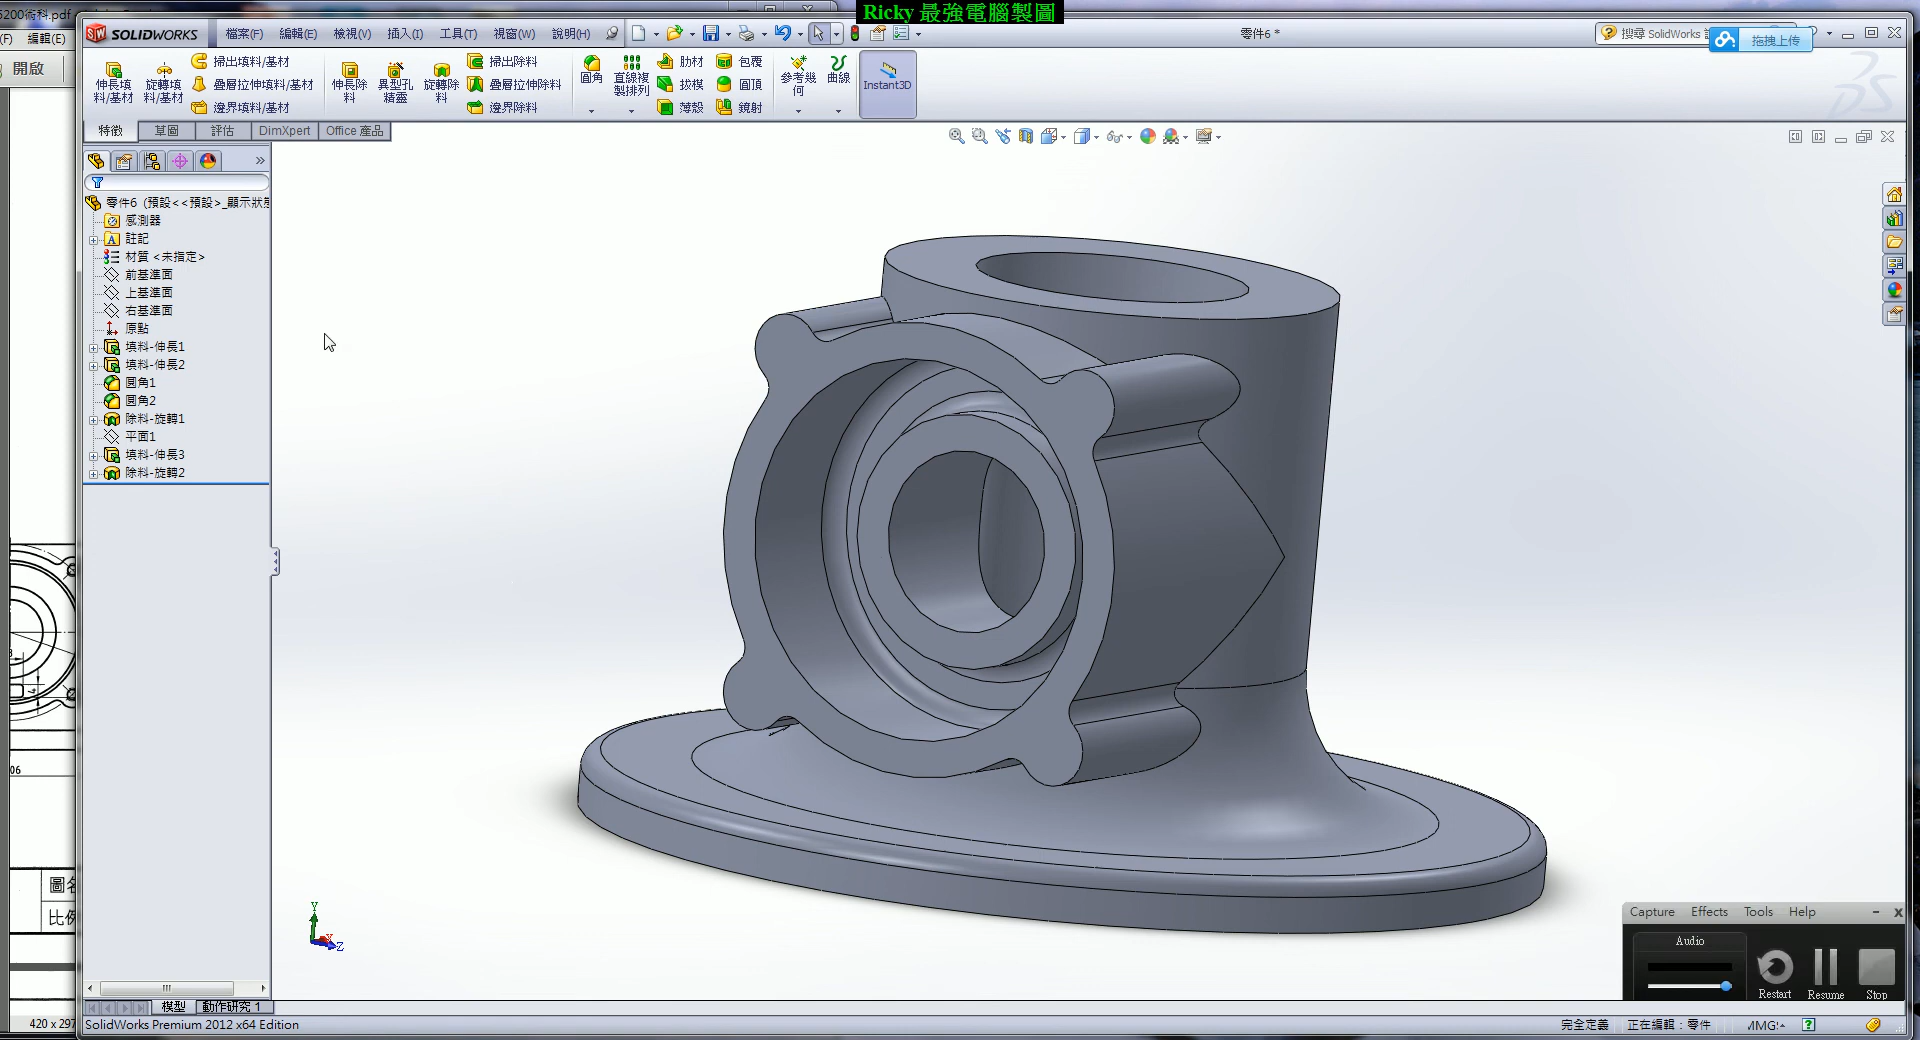 Ricky 最強電腦製圖
5200術科.pdf
(F) 編輯(E)
開啟
SOLIDWORKS 檔案(F) 編輯(E) 檢視(V) 插入(I) 工具(T) 視窗(W) 說明(H) 零件6 * 搜尋 SolidWorks
拖拽上传
伸長填料/基材 旋轉填料/基材 掃出填料/基材 疊層拉伸填料/基材 邊界填料/基材
伸長除料 異型孔精靈 旋轉除料 掃出除料 疊層拉伸除料 邊界除料
圓角 直線複製排列 肋材 拔模 薄殼 包覆 圓頂 鏡射 參考幾何 曲線 Instant3D
特徵 草圖 評估 DimXpert Office 產品
零件6 (預設<<預設>_顯示狀態
感測器
註記
材質 <未指定>
前基準面
上基準面
右基準面
原點
填料-伸長1
填料-伸長2
圓角1
圓角2
除料-旋轉1
平面1
填料-伸長3
除料-旋轉2
06
圖名
比例
420 x 297
Y
X
Z
模型 動作研究 1
SolidWorks Premium 2012 x64 Edition
完全定義 正在編輯：零件
Capture Effects Tools Help
Audio
Restart Resume Stop